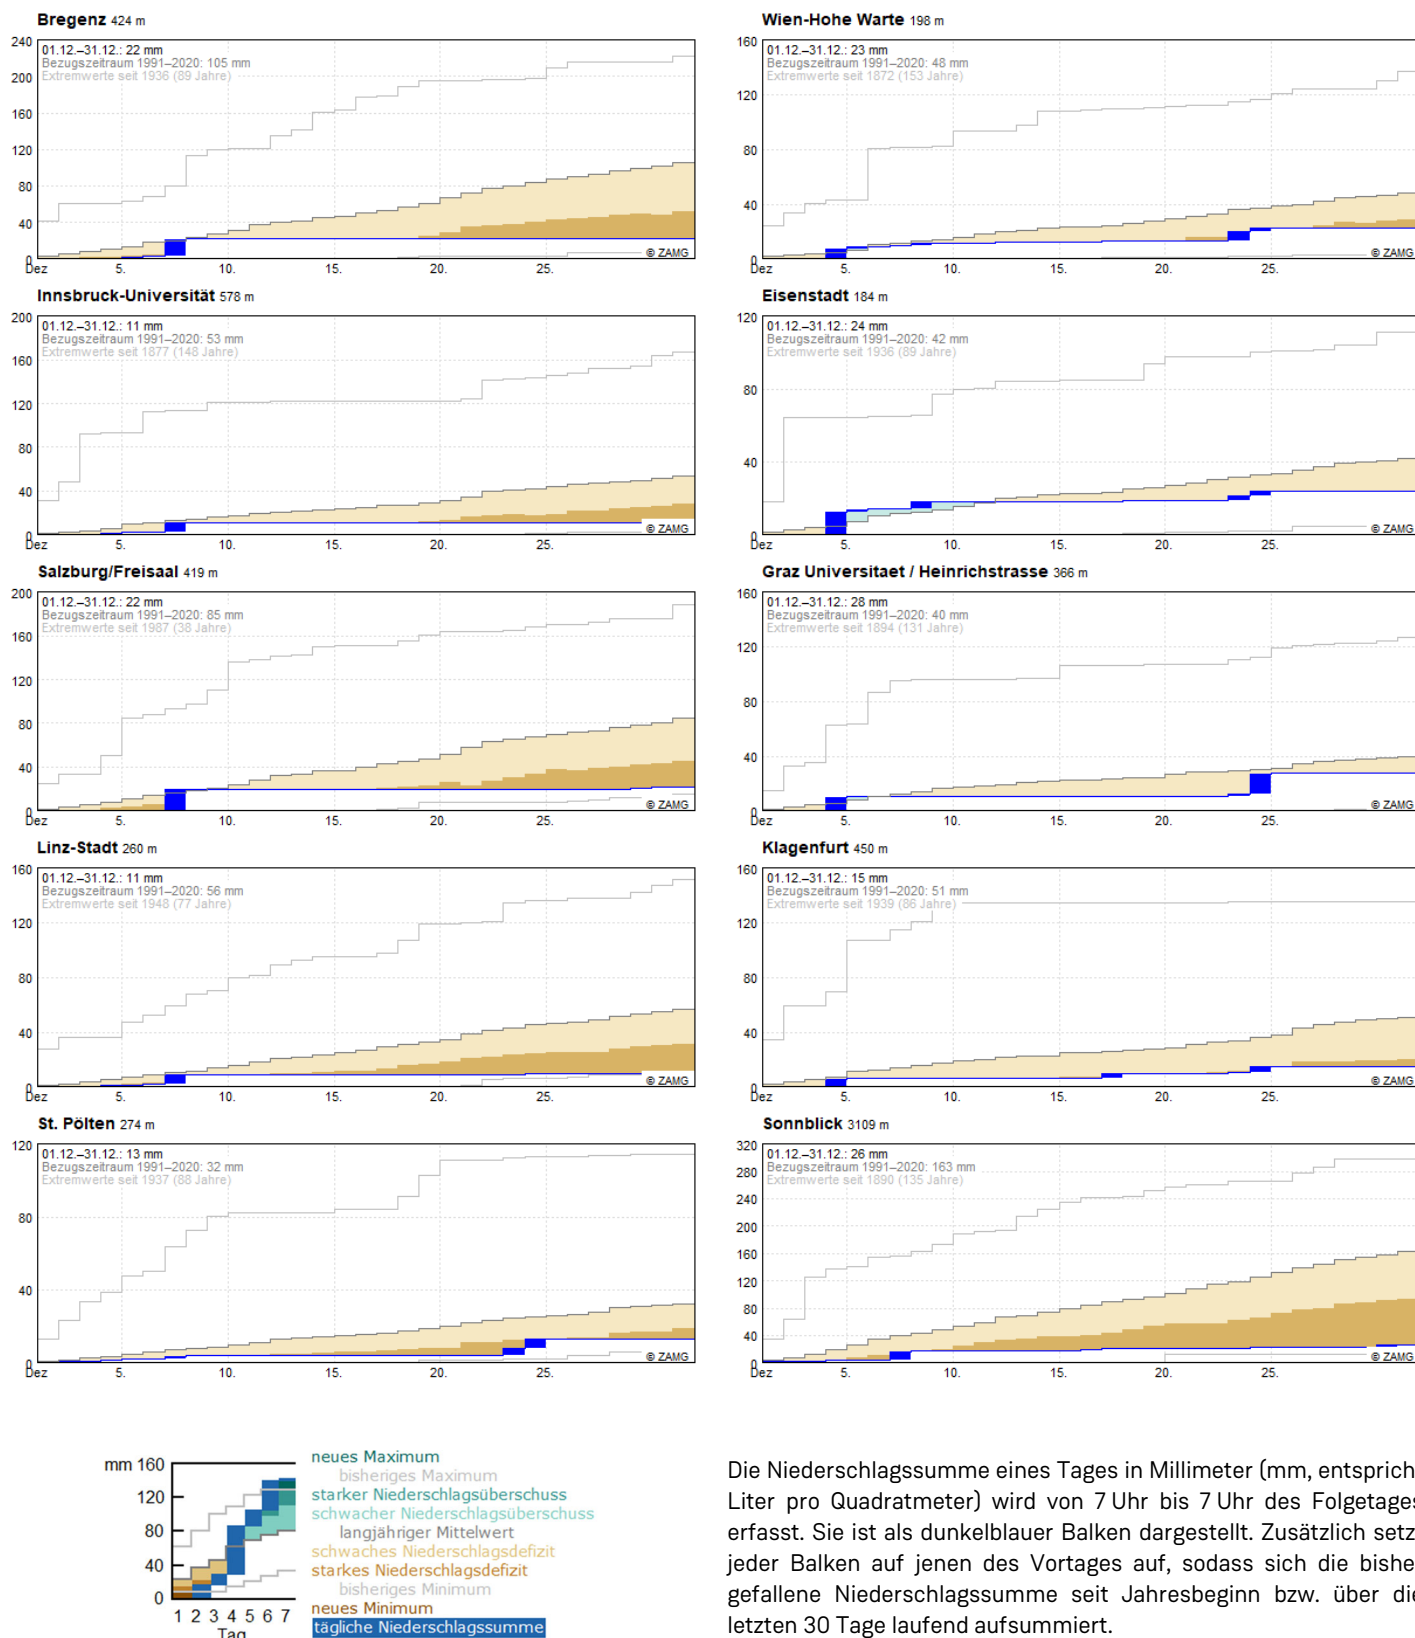 Bregenz 424 m
240
200
160
120
80
40
0
01.12.–31.12.: 22 mm
Bezugszeitraum 1991–2020: 105 mm
Extremwerte seit 1936 (89 Jahre)
© ZAMG
Dez 5. 10. 15. 20. 25.
Wien-Hohe Warte 198 m
160
120
80
40
0
01.12.–31.12.: 23 mm
Bezugszeitraum 1991–2020: 48 mm
Extremwerte seit 1872 (153 Jahre)
© ZAMG
Dez 5. 10. 15. 20. 25.
Innsbruck-Universität 578 m
200
160
120
80
40
0
01.12.–31.12.: 11 mm
Bezugszeitraum 1991–2020: 53 mm
Extremwerte seit 1877 (148 Jahre)
© ZAMG
Dez 5. 10. 15. 20. 25.
Eisenstadt 184 m
120
80
40
0
01.12.–31.12.: 24 mm
Bezugszeitraum 1991–2020: 42 mm
Extremwerte seit 1936 (89 Jahre)
© ZAMG
Dez 5. 10. 15. 20. 25.
Salzburg/Freisaal 419 m
200
160
120
80
40
0
01.12.–31.12.: 22 mm
Bezugszeitraum 1991–2020: 85 mm
Extremwerte seit 1987 (38 Jahre)
© ZAMG
Dez 5. 10. 15. 20. 25.
Graz Universitaet / Heinrichstrasse 366 m
160
120
80
40
0
01.12.–31.12.: 28 mm
Bezugszeitraum 1991–2020: 40 mm
Extremwerte seit 1894 (131 Jahre)
© ZAMG
Dez 5. 10. 15. 20. 25.
Linz-Stadt 260 m
160
120
80
40
0
01.12.–31.12.: 11 mm
Bezugszeitraum 1991–2020: 56 mm
Extremwerte seit 1948 (77 Jahre)
© ZAMG
Dez 5. 10. 15. 20. 25.
Klagenfurt 450 m
160
120
80
40
0
01.12.–31.12.: 15 mm
Bezugszeitraum 1991–2020: 51 mm
Extremwerte seit 1939 (86 Jahre)
© ZAMG
Dez 5. 10. 15. 20. 25.
St. Pölten 274 m
120
80
40
0
01.12.–31.12.: 13 mm
Bezugszeitraum 1991–2020: 32 mm
Extremwerte seit 1937 (88 Jahre)
© ZAMG
Dez 5. 10. 15. 20. 25.
Sonnblick 3109 m
320
280
240
200
160
120
80
40
0
01.12.–31.12.: 26 mm
Bezugszeitraum 1991–2020: 163 mm
Extremwerte seit 1890 (135 Jahre)
© ZAMG
Dez 5. 10. 15. 20. 25.
mm 160
120
80
40
0
1 2 3 4 5 6 7
Tag
neues Maximum
bisheriges Maximum
starker Niederschlagsüberschuss
schwacher Niederschlagsüberschuss
langjähriger Mittelwert
schwaches Niederschlagsdefizit
starkes Niederschlagsdefizit
bisheriges Minimum
neues Minimum
tägliche Niederschlagssumme
Die Niederschlagssumme eines Tages in Millimeter (mm, entsprich
Liter pro Quadratmeter) wird von 7 Uhr bis 7 Uhr des Folgetages
erfasst. Sie ist als dunkelblauer Balken dargestellt. Zusätzlich setz
jeder Balken auf jenen des Vortages auf, sodass sich die bishe
gefallene Niederschlagssumme seit Jahresbeginn bzw. über die
letzten 30 Tage laufend aufsummiert.